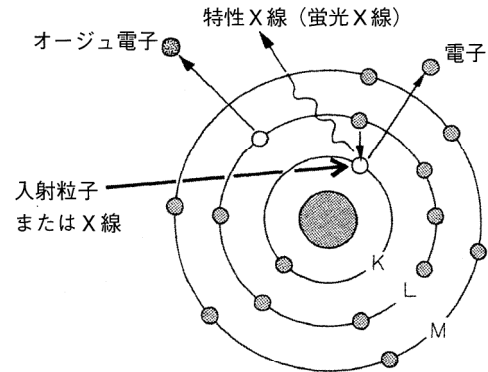 特性X線（蛍光X線）
オージュ電子
電子
入射粒子
またはX線
K
L
M